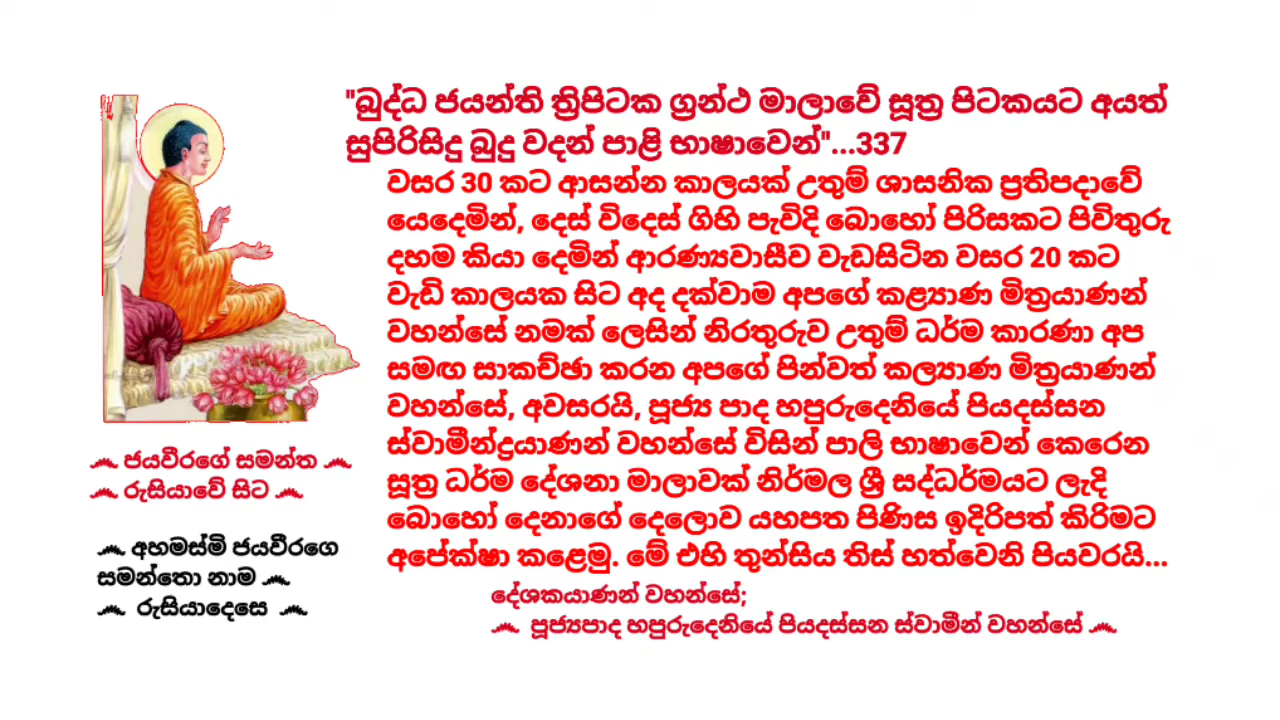 "බුද්ධ ජයන්ති ත්‍රිපිටක ග්‍රන්ථ මාලාවේ සූත්‍ර පිටකයට අයත්
සුපිරිසිදු බුදු වදන් පාළි භාෂාවෙන්"...337
වසර 30 කට ආසන්න කාලයක් උතුම් ශාසනික ප්‍රතිපදාවේ
යෙදෙමින්, දෙස් විදෙස් ගිහි පැවිදි බොහෝ පිරිසකට පිවිතුරු
දහම කියා දෙමින් ආරණ්‍යවාසීව වැඩසිටින වසර 20 කට
වැඩි කාලයක සිට අද දක්වාම අපගේ කළ්‍යාණ මිත්‍රයාණන්
වහන්සේ නමක් ලෙසින් නිරතුරුව උතුම් ධර්ම කාරණා අප
සමඟ සාකච්ඡා කරන අපගේ පින්වත් කල්‍යාණ මිත්‍රයාණන්
වහන්සේ, අවසරයි, පූජ්‍ය පාද හපුරුදෙනියේ පියදස්සන
ස්වාමීන්ද්‍රයාණන් වහන්සේ විසින් පාලි භාෂාවෙන් කෙරෙන
සූත්‍ර ධර්ම දේශනා මාලාවක් නිර්මල ශ්‍රී සද්ධර්මයට ලැදි
බොහෝ දෙනාගේ දෙලොව යහපත පිණිස ඉදිරිපත් කිරිමට
අපේක්ෂා කළෙමු. මේ එහි තුන්සිය තිස් හත්වෙනි පියවරයි...
දේශකයාණන් වහන්සේ;
පූජ්‍යපාද හපුරුදෙනියේ පියදස්සන ස්වාමීන් වහන්සේ
ජයවීරගේ සමන්ත
රුසියාවේ සිට
අහමස්මි ජයවීරගෙ
සමන්තො නාම
රුසියාදෙසෙ